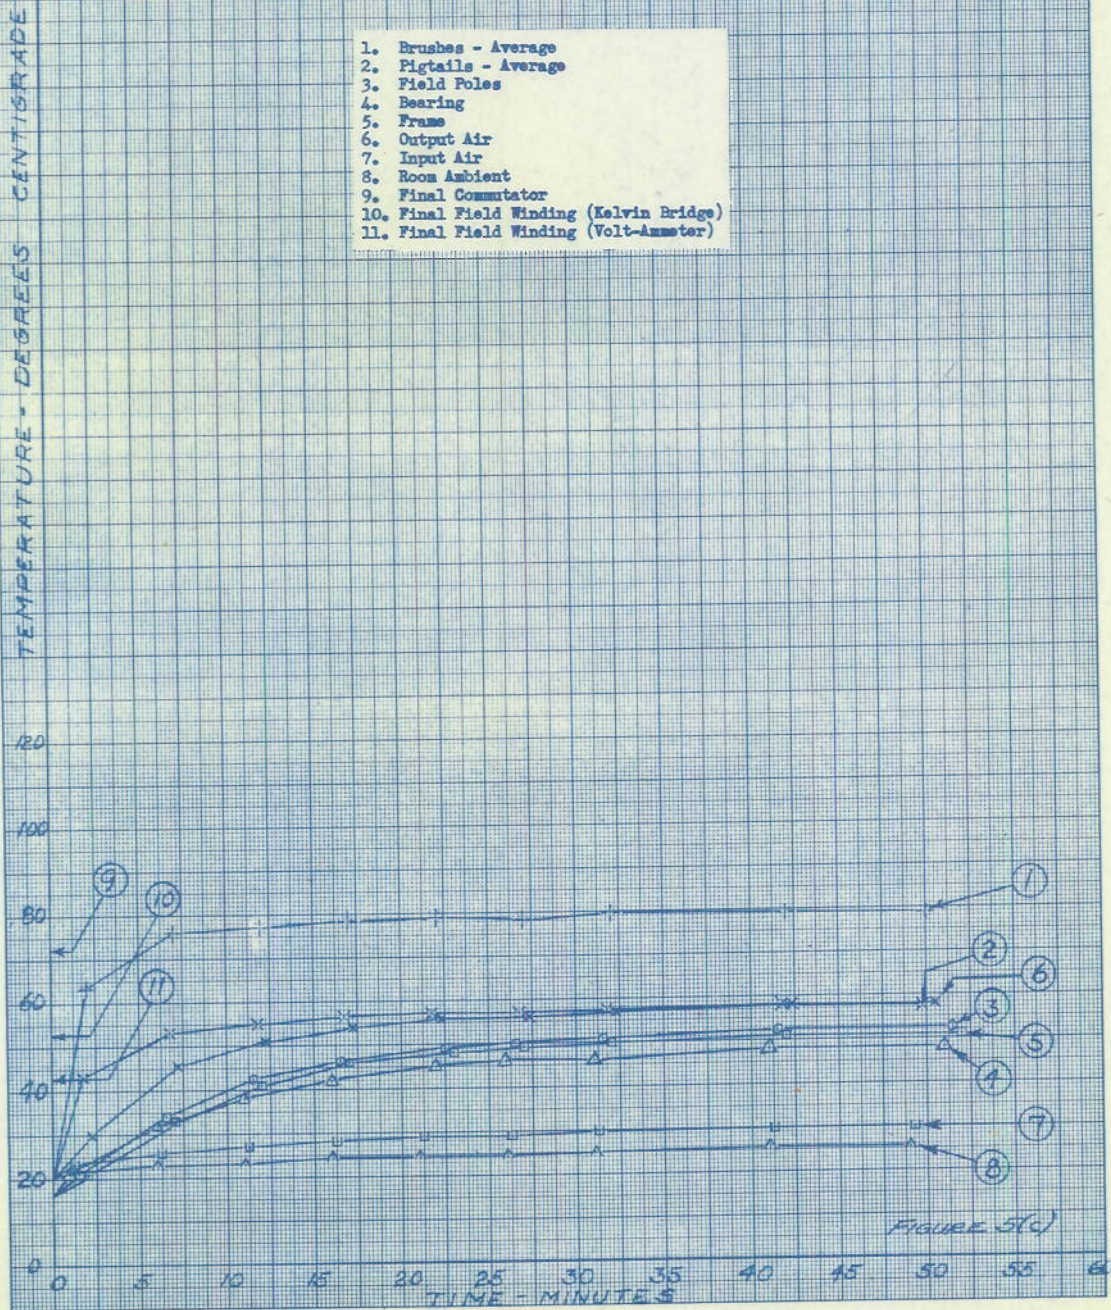 TEMPERATURE - DEGREES CENTIGRADE
1. Brushes - Average
2. Pigtails - Average
3. Field Poles
4. Bearing
5. Frame
6. Output Air
7. Input Air
8. Room Ambient
9. Final Commutator
10. Final Field Winding (Kelvin Bridge)
11. Final Field Winding (Volt-Ammeter)
120
100
80
60
40
20
0
9
10
11
1
2
6
3
5
4
7
8
FIGURE 5(c)
0 5 10 15 20 25 30 35 40 45 50 55 60
TIME - MINUTES